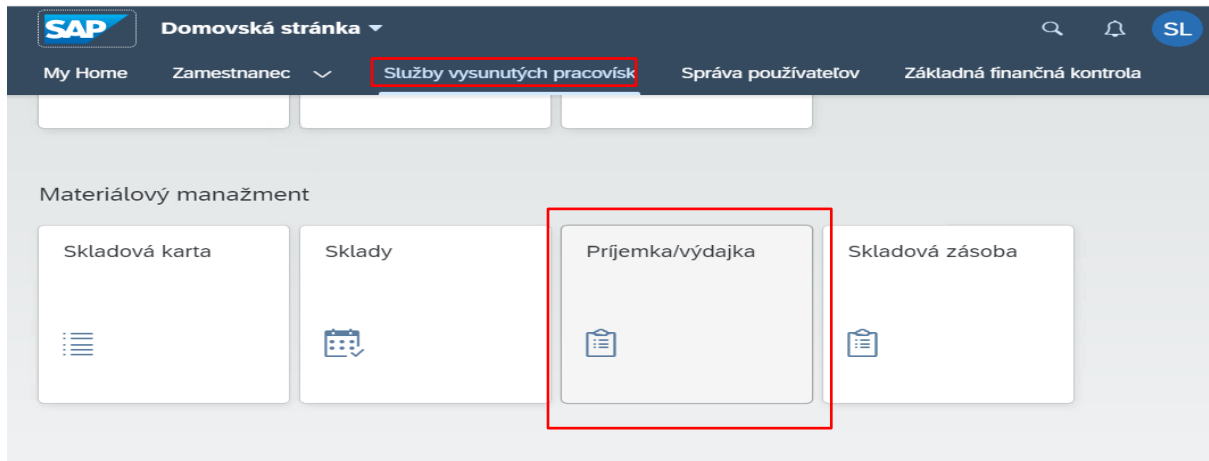 SAP Domovská stránka SL
My Home Zamestnanec Služby vysunutých pracovísk Správa používateľov Základná finančná kontrola
Materiálový manažment
Skladová karta Sklady Príjemka/výdajka Skladová zásoba